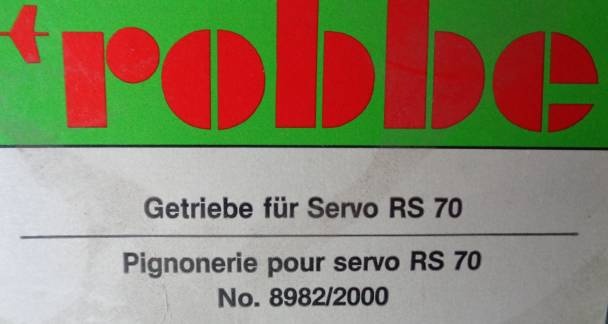 robbe
Getriebe für Servo RS 70
Pignonerie pour servo RS 70
No. 8982/2000